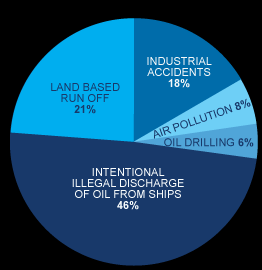 INDUSTRIAL
ACCIDENTS
18%
LAND BASED
RUN OFF
21%
AIR POLLUTION 8%
OIL DRILLING 6%
INTENTIONAL
ILLEGAL DISCHARGE
OF OIL FROM SHIPS
46%